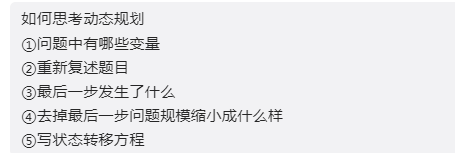 如何思考动态规划
①问题中有哪些变量
②重新复述题目
③最后一步发生了什么
④去掉最后一步问题规模缩小成什么样
⑤写状态转移方程